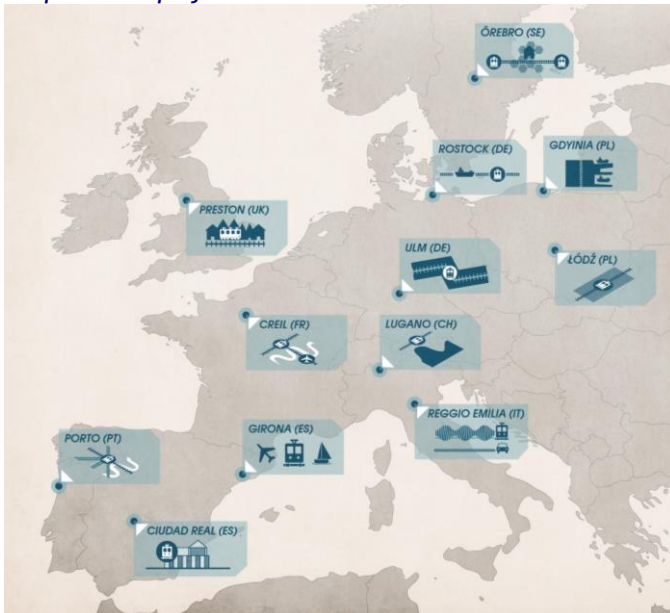 ÖREBRO (SE)
ROSTOCK (DE)
GDYINIA (PL)
PRESTON (UK)
ULM (DE)
ŁÓDŹ (PL)
CREIL (FR)
LUGANO (CH)
REGGIO EMILIA (IT)
PORTO (PT)
GIRONA (ES)
CIUDAD REAL (ES)